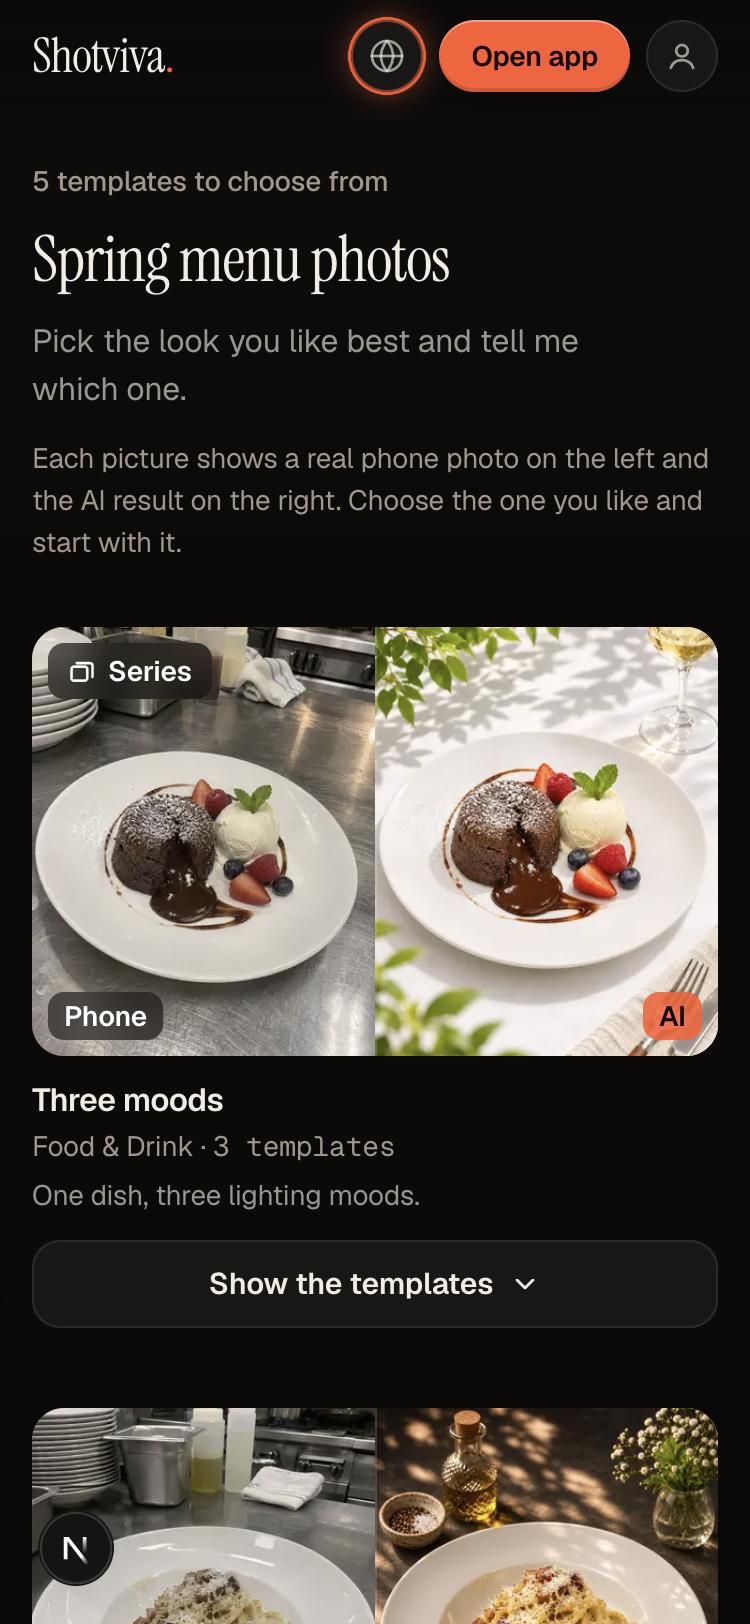 Shotviva.
Open app
5 templates to choose from
Spring menu photos
Pick the look you like best and tell me
which one.
Each picture shows a real phone photo on the left and
the AI result on the right. Choose the one you like and
start with it.
Series
Phone
AI
Three moods
Food & Drink · 3 templates
One dish, three lighting moods.
Show the templates
N